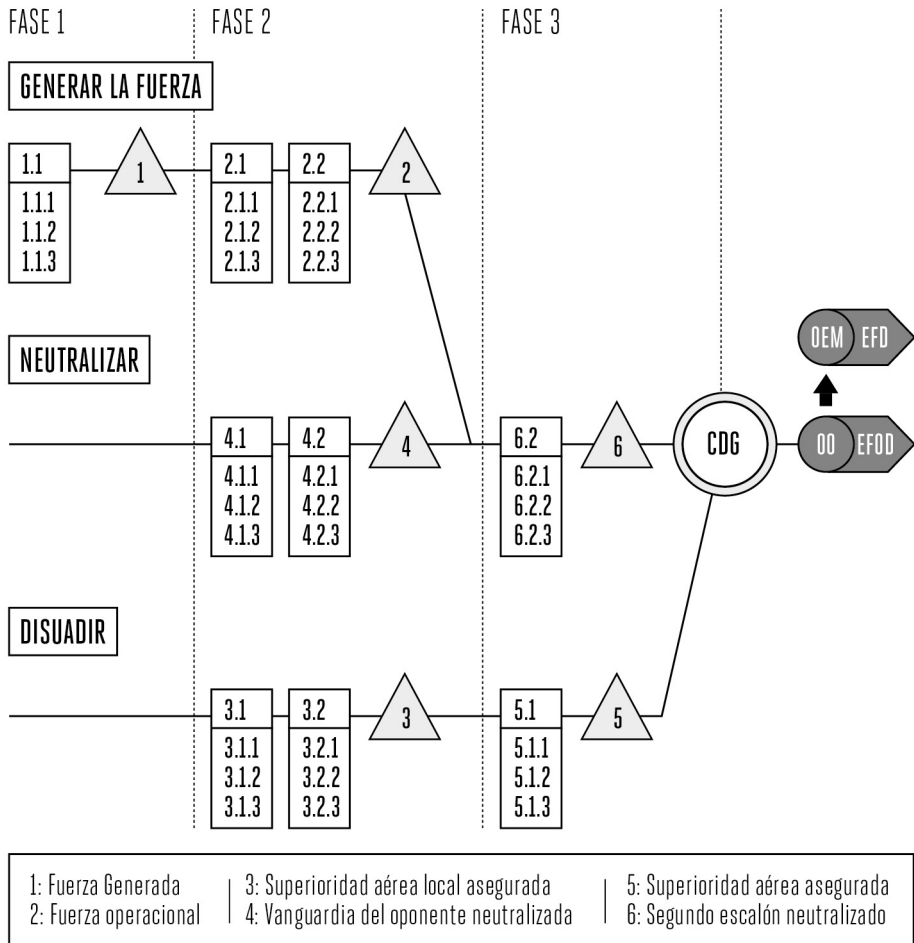 FASE 1
FASE 2
FASE 3
GENERAR LA FUERZA
1.1
1.1.1
1.1.2
1.1.3
1
2.1
2.1.1
2.1.2
2.1.3
2.2
2.2.1
2.2.2
2.2.3
2
OEM EFD
NEUTRALIZAR
4.1
4.1.1
4.1.2
4.1.3
4.2
4.2.1
4.2.2
4.2.3
4
6.2
6.2.1
6.2.2
6.2.3
6
CDG
OO EFOD
DISUADIR
3.1
3.1.1
3.1.2
3.1.3
3.2
3.2.1
3.2.2
3.2.3
3
5.1
5.1.1
5.1.2
5.1.3
5
1: Fuerza Generada
2: Fuerza operacional
3: Superioridad aérea local asegurada
4: Vanguardia del oponente neutralizada
5: Superioridad aérea asegurada
6: Segundo escalón neutralizado